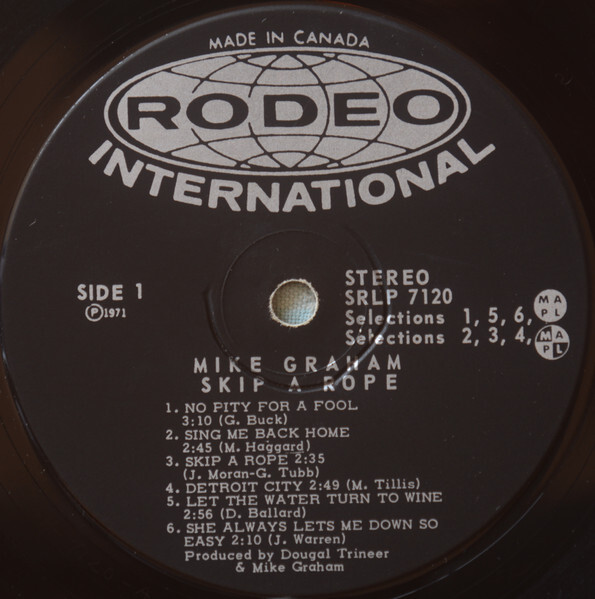 MADE IN CANADA
RODEO
INTERNATIONAL
SIDE 1
℗1971
STEREO
SRLP 7120
Selections 1, 5, 6, MAPL
Sélections 2, 3, 4, MAPL
MIKE GRAHAM
SKIP A ROPE
1. NO PITY FOR A FOOL
3:10 (G. Buck)
2. SING ME BACK HOME
2:45 (M. Haggard)
3. SKIP A ROPE 2:35
(J. Moran-G. Tubb)
4. DETROIT CITY 2:49 (M. Tillis)
5. LET THE WATER TURN TO WINE
2:56 (D. Ballard)
6. SHE ALWAYS LETS ME DOWN SO
EASY 2:10 (J. Warren)
Produced by Dougal Trineer
& Mike Graham